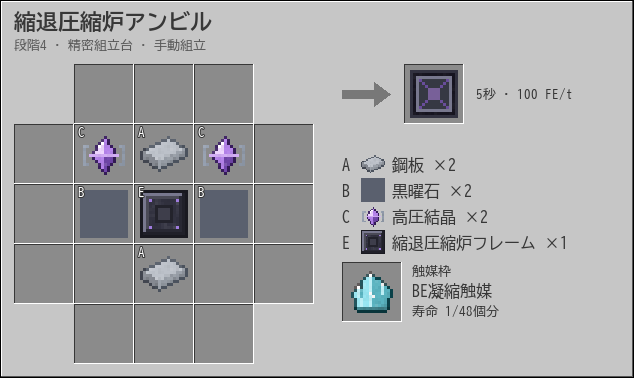 縮退圧縮炉アンビル
段階4 · 精密組立台 · 手動組立
5秒 · 100 FE/t
C A C
B E B
A
A 鋼板 ×2
B 黒曜石 ×2
C 高圧結晶 ×2
E 縮退圧縮炉フレーム ×1
触媒枠
BE凝縮触媒
寿命 1/48個分